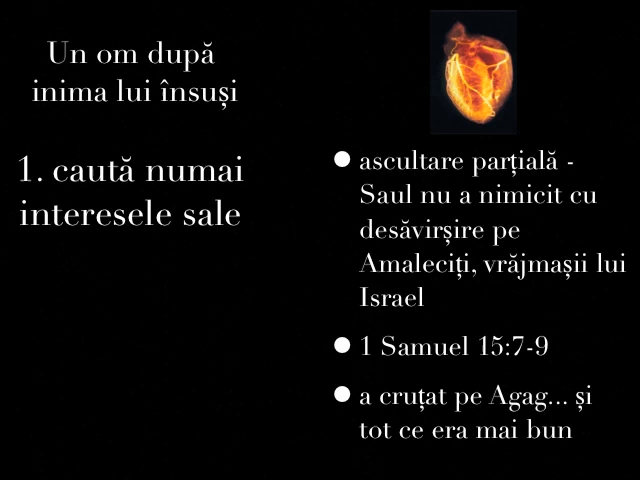 Un om după
inima lui însuși
1. caută numai
interesele sale
● ascultare parțială -
Saul nu a nimicit cu
desăvirșire pe
Amaleciți, vrăjmașii lui
Israel
● 1 Samuel 15:7-9
● a cruțat pe Agag... și
tot ce era mai bun